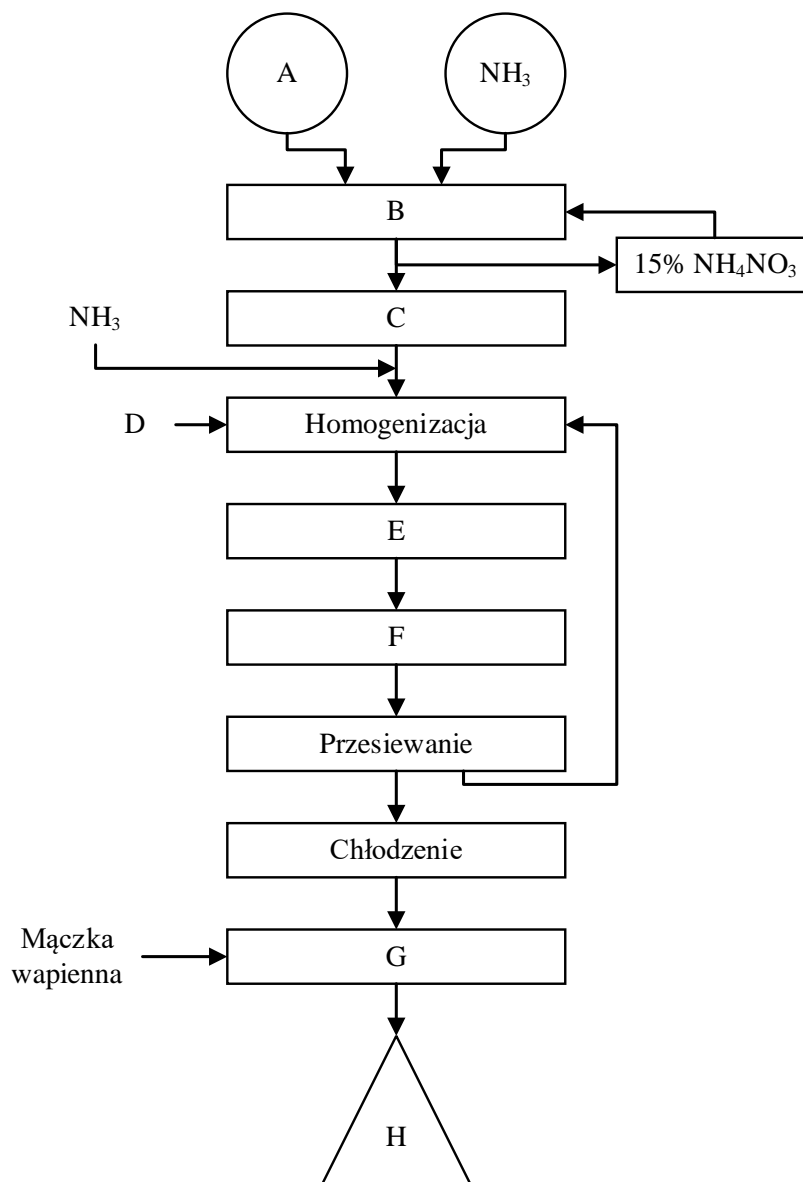 A
NH₃
B
15% NH₄NO₃
C
NH₃
D
Homogenizacja
E
F
Przesiewanie
Chłodzenie
Mączka
wapienna
G
H